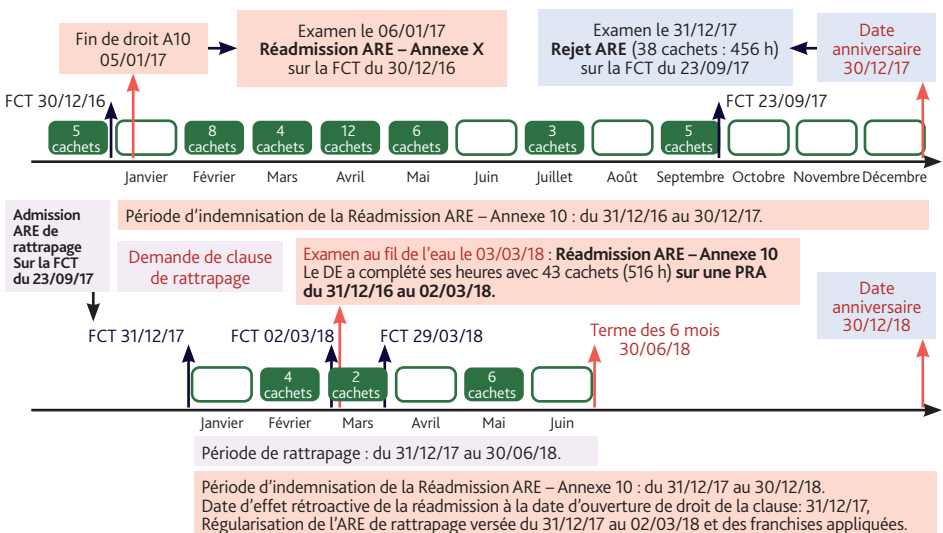 Fin de droit A10
05/01/17
Examen le 06/01/17
Réadmission ARE – Annexe X
sur la FCT du 30/12/16
Examen le 31/12/17
Rejet ARE (38 cachets : 456 h)
sur la FCT du 23/09/17
Date
anniversaire
30/12/17
FCT 30/12/16
FCT 23/09/17
5
cachets
8
cachets
4
cachets
12
cachets
6
cachets
3
cachets
5
cachets
Janvier Février Mars Avril Mai Juin Juillet Août Septembre Octobre Novembre Décembre
Admission
ARE de
rattrapage
Sur la FCT
du 23/09/17
Période d'indemnisation de la Réadmission ARE – Annexe 10 : du 31/12/16 au 30/12/17.
Demande de clause
de rattrapage
Examen au fil de l'eau le 03/03/18 : Réadmission ARE – Annexe 10
Le DE a complété ses heures avec 43 cachets (516 h) sur une PRA
du 31/12/16 au 02/03/18.
Date
anniversaire
30/12/18
FCT 31/12/17
FCT 02/03/18
FCT 29/03/18
Terme des 6 mois
30/06/18
4
cachets
2
cachets
6
cachets
Janvier Février Mars Avril Mai Juin
Période de rattrapage : du 31/12/17 au 30/06/18.
Période d'indemnisation de la Réadmission ARE – Annexe 10 : du 31/12/17 au 30/12/18.
Date d'effet rétroactive de la réadmission à la date d'ouverture de droit de la clause: 31/12/17,
Régularisation de l'ARE de rattrapage versée du 31/12/17 au 02/03/18 et des franchises appliquées.